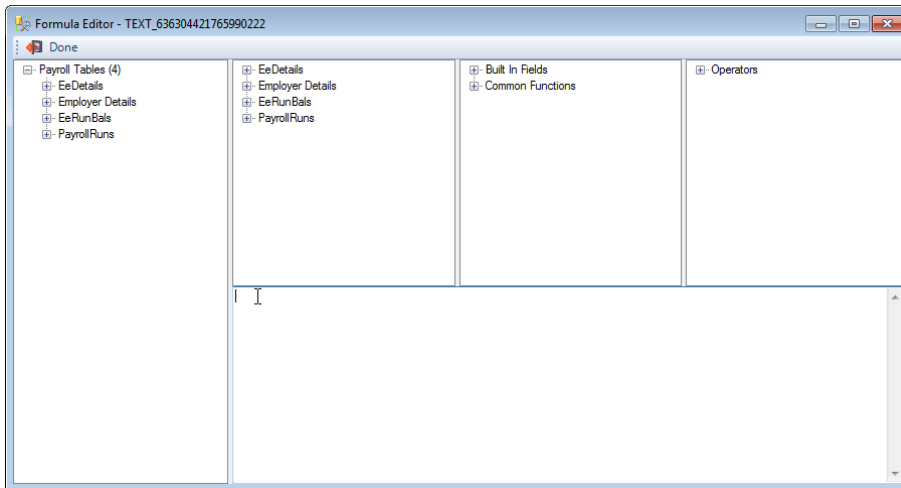 Formula Editor - TEXT_636304421765990222
Done
Payroll Tables (4)
EeDetails
Employer Details
EeRunBals
PayrollRuns
EeDetails
Employer Details
EeRunBals
PayrollRuns
Built In Fields
Common Functions
Operators